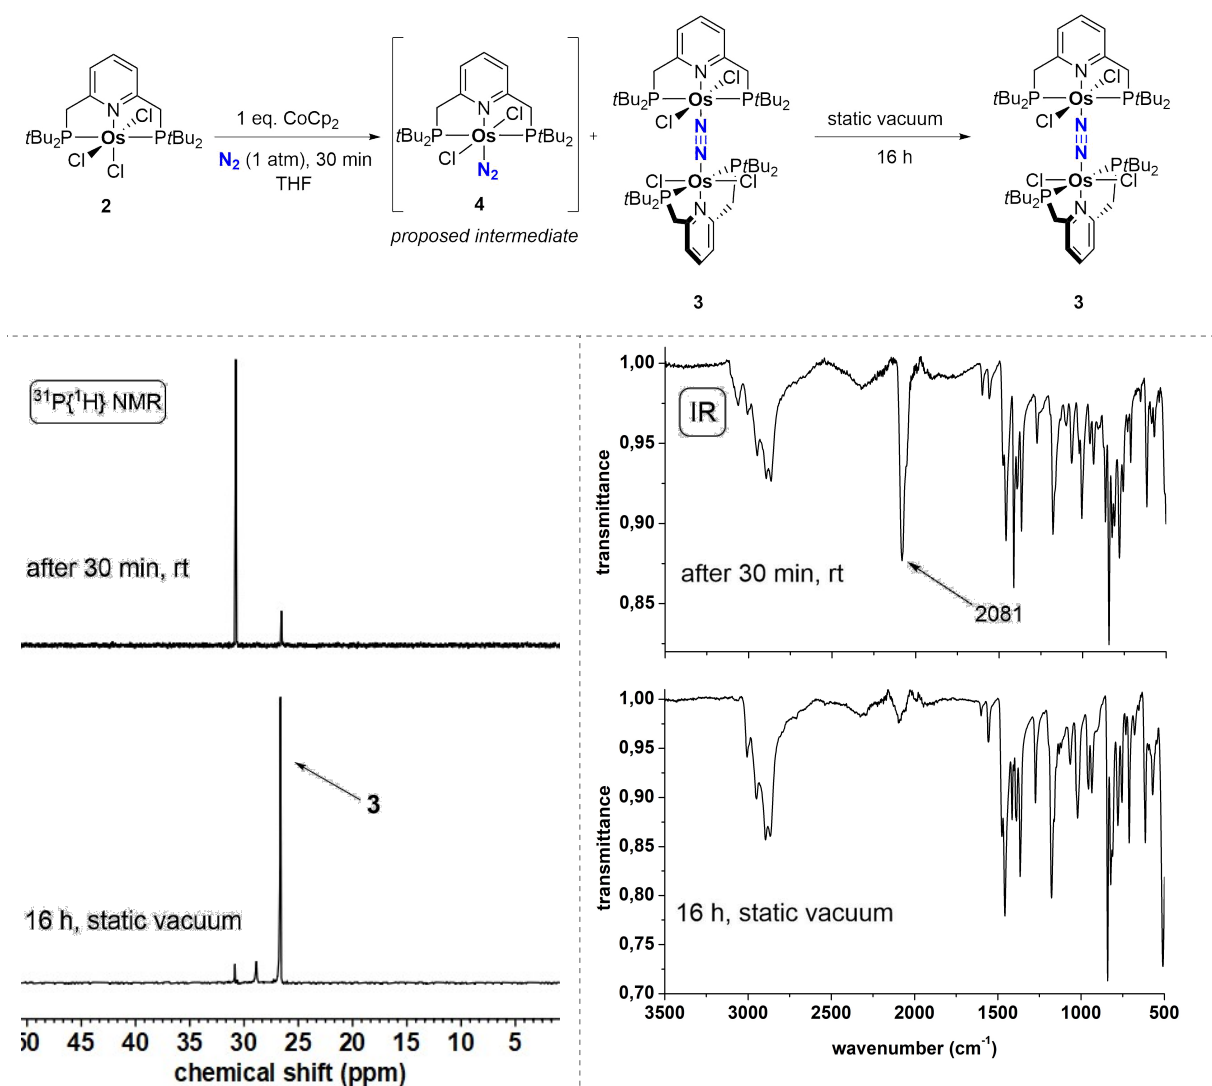 N
Cl
tBu₂P
Os
PtBu₂
Cl
Cl
2
1 eq. CoCp₂
N₂ (1 atm), 30 min
THF
N
Cl
tBu₂P
Os
PtBu₂
Cl
N₂
4
proposed intermediate
+
N
Cl
tBu₂P
Os
PtBu₂
Cl
N
N
PtBu₂
Cl
Os
Cl
tBu₂P
N
3
static vacuum
16 h
N
Cl
tBu₂P
Os
PtBu₂
Cl
N
N
PtBu₂
Cl
Os
Cl
tBu₂P
N
3
³¹P{¹H} NMR
after 30 min, rt
3
16 h, static vacuum
50 45 40 35 30 25 20 15 10 5
chemical shift (ppm)
IR
1,00
0,95
0,90
0,85
transmittance
after 30 min, rt
2081
1,00
0,95
0,90
0,85
0,80
0,75
0,70
transmittance
16 h, static vacuum
3500 3000 2500 2000 1500 1000 500
wavenumber (cm⁻¹)